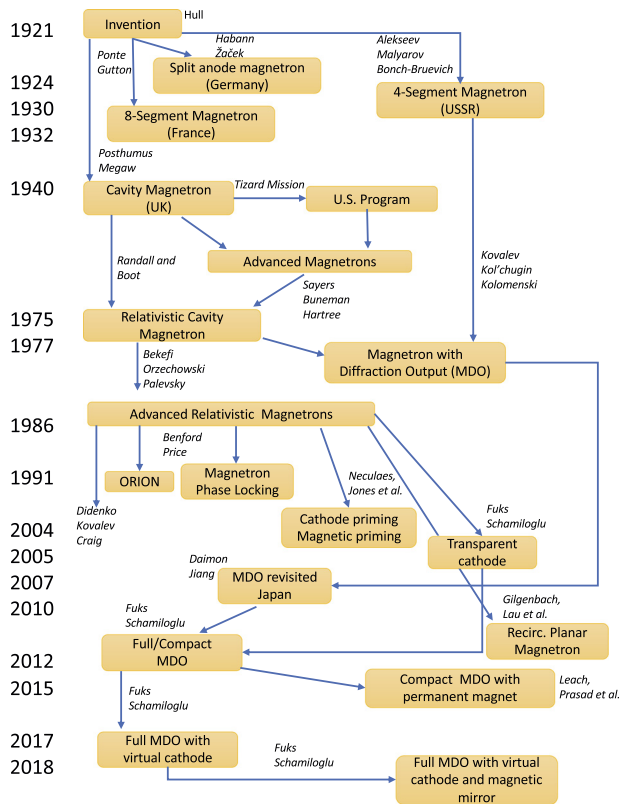 1921
Invention
Hull
Habann
Žaček
Ponte
Gutton
Alekseev
Malyarov
Bonch-Bruevich
1924
Split anode magnetron
(Germany)
4-Segment Magnetron
(USSR)
1930
8-Segment Magnetron
(France)
1932
Posthumus
Megaw
1940
Cavity Magnetron
(UK)
Tizard Mission
U.S. Program
Randall and
Boot
Advanced Magnetrons
Kovalev
Kol'chugin
Kolomenski
Sayers
Buneman
Hartree
1975
Relativistic Cavity
Magnetron
1977
Magnetron with
Diffraction Output (MDO)
Bekefi
Orzechowski
Palevsky
Advanced Relativistic Magnetrons
1986
Benford
Price
1991
ORION
Magnetron
Phase Locking
Neculaes,
Jones et al.
Didenko
Kovalev
Craig
Cathode priming
Magnetic priming
Fuks
Schamiloglu
2004
Transparent
cathode
2005
Daimon
Jiang
2007
MDO revisited
Japan
2010
Fuks
Schamiloglu
Gilgenbach,
Lau et al.
Recirc. Planar
Magnetron
Full/Compact
MDO
2012
2015
Compact MDO with
permanent magnet
Leach,
Prasad et al.
Fuks
Schamiloglu
2017
Full MDO with
virtual cathode
Fuks
Schamiloglu
2018
Full MDO with virtual
cathode and magnetic
mirror